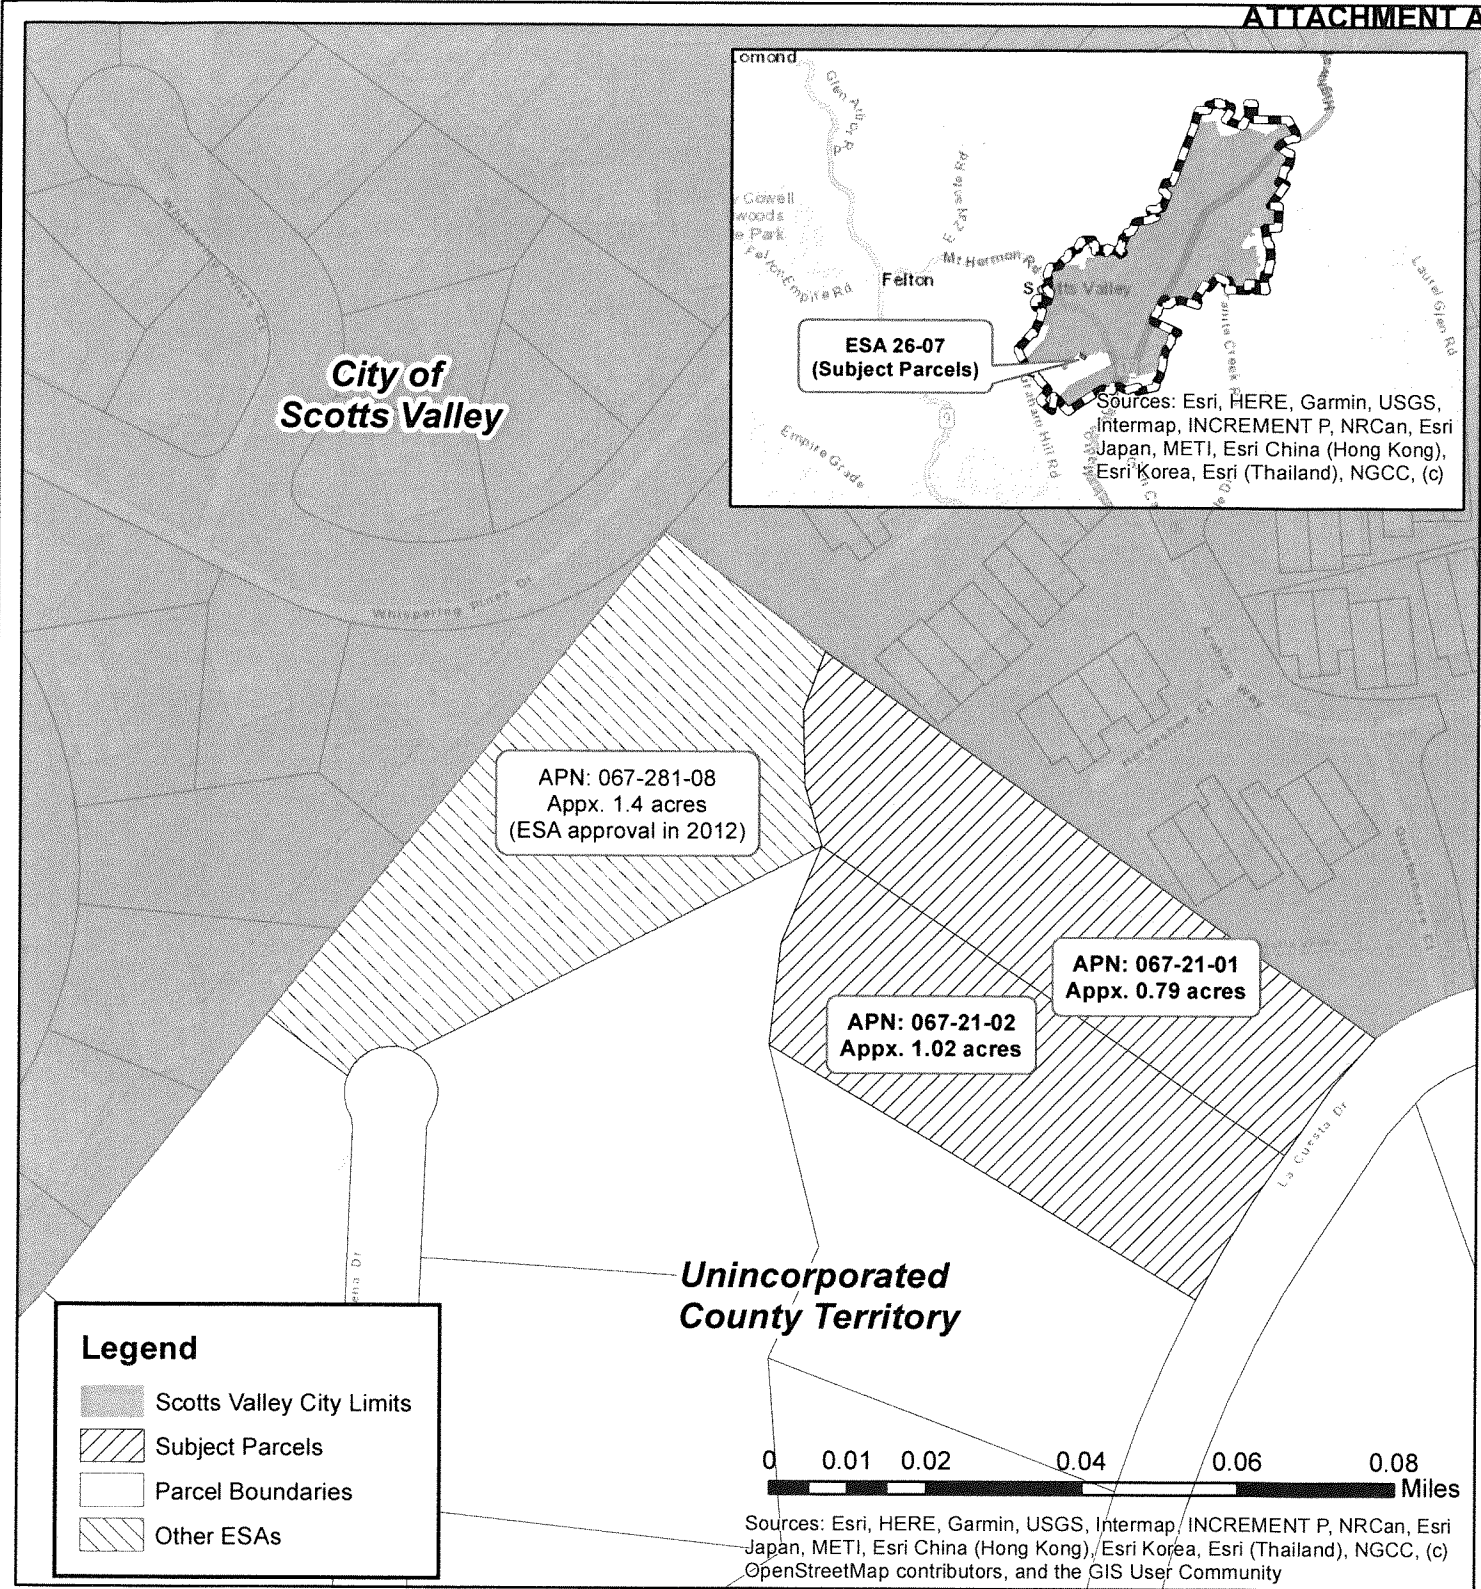 ATTACHMENT A
Lomond
Glen Arbor R
Felton Empire Rd
E Zayante Rd
Mt Hermon Rd
Felton
Scotts Valley
Laurel Glen Rd
ESA 26-07
(Subject Parcels)
Graham Hill Rd
9
Empire Grade
Sources: Esri, HERE, Garmin, USGS,
Intermap, INCREMENT P, NRCan, Esri
Japan, METI, Esri China (Hong Kong),
Esri Korea, Esri (Thailand), NGCC, (c)
Whispering Pines Ct
City of
Scotts Valley
Whispering Pines Dr
APN: 067-281-08
Appx. 1.4 acres
(ESA approval in 2012)
APN: 067-21-01
Appx. 0.79 acres
APN: 067-21-02
Appx. 1.02 acres
La Cuesta Dr
ena Dr
Unincorporated
County Territory
Legend
Scotts Valley City Limits
Subject Parcels
Parcel Boundaries
Other ESAs
0 0.01 0.02 0.04 0.06 0.08
Miles
Sources: Esri, HERE, Garmin, USGS, Intermap, INCREMENT P, NRCan, Esri
Japan, METI, Esri China (Hong Kong), Esri Korea, Esri (Thailand), NGCC, (c)
OpenStreetMap contributors, and the GIS User Community